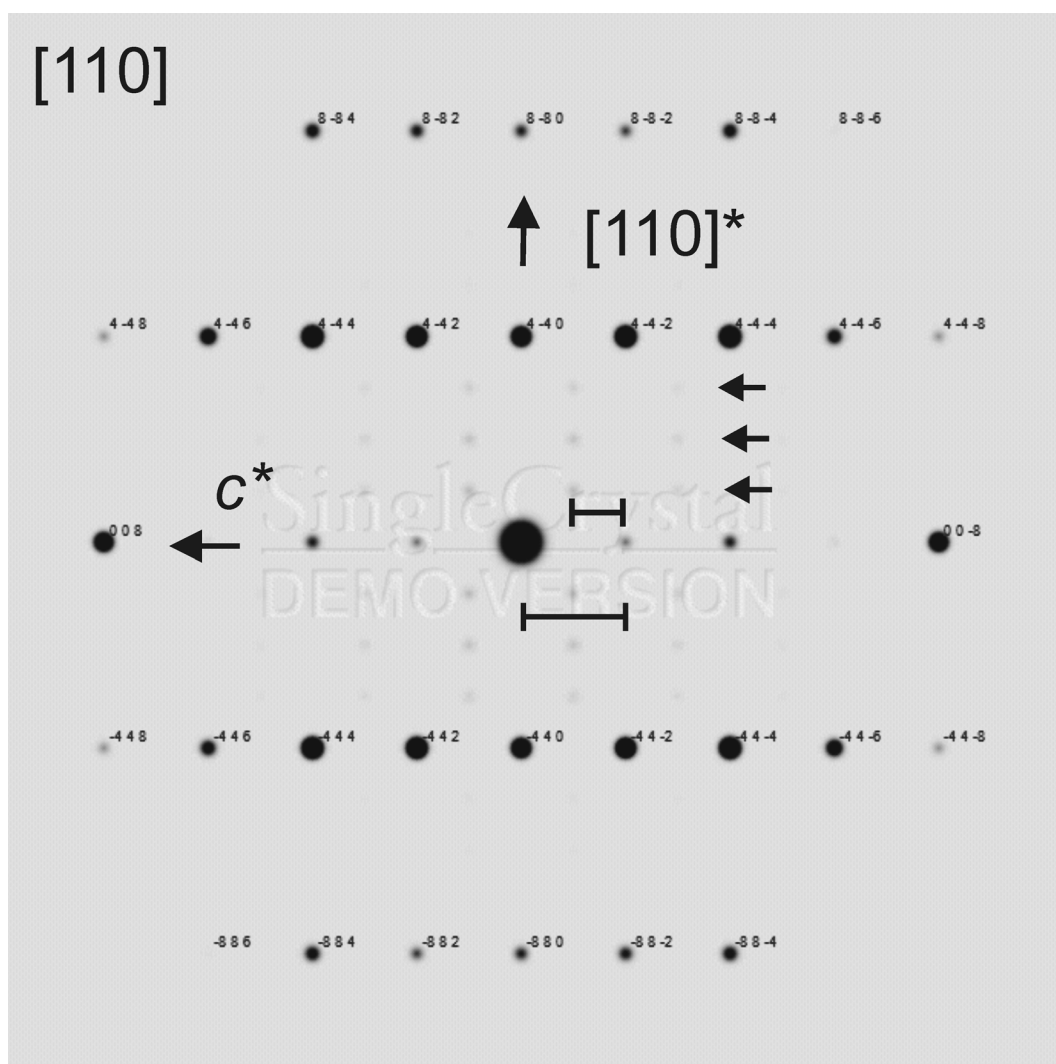 [110]
8 -8 4 8 -8 2 8 -8 0 8 -8 -2 8 -8 -4 8 -8 -6
[110]*
4 -4 8 4 -4 6 4 -4 4 4 -4 2 4 -4 0 4 -4 -2 4 -4 -4 4 -4 -6 4 -4 -8
c*
SingleCrystal
0 0 8 0 0 -8
DEMO VERSION
-4 4 8 -4 4 6 -4 4 4 -4 4 2 -4 4 0 -4 4 -2 -4 4 -4 -4 4 -6 -4 4 -8
-8 8 6 -8 8 4 -8 8 2 -8 8 0 -8 8 -2 -8 8 -4